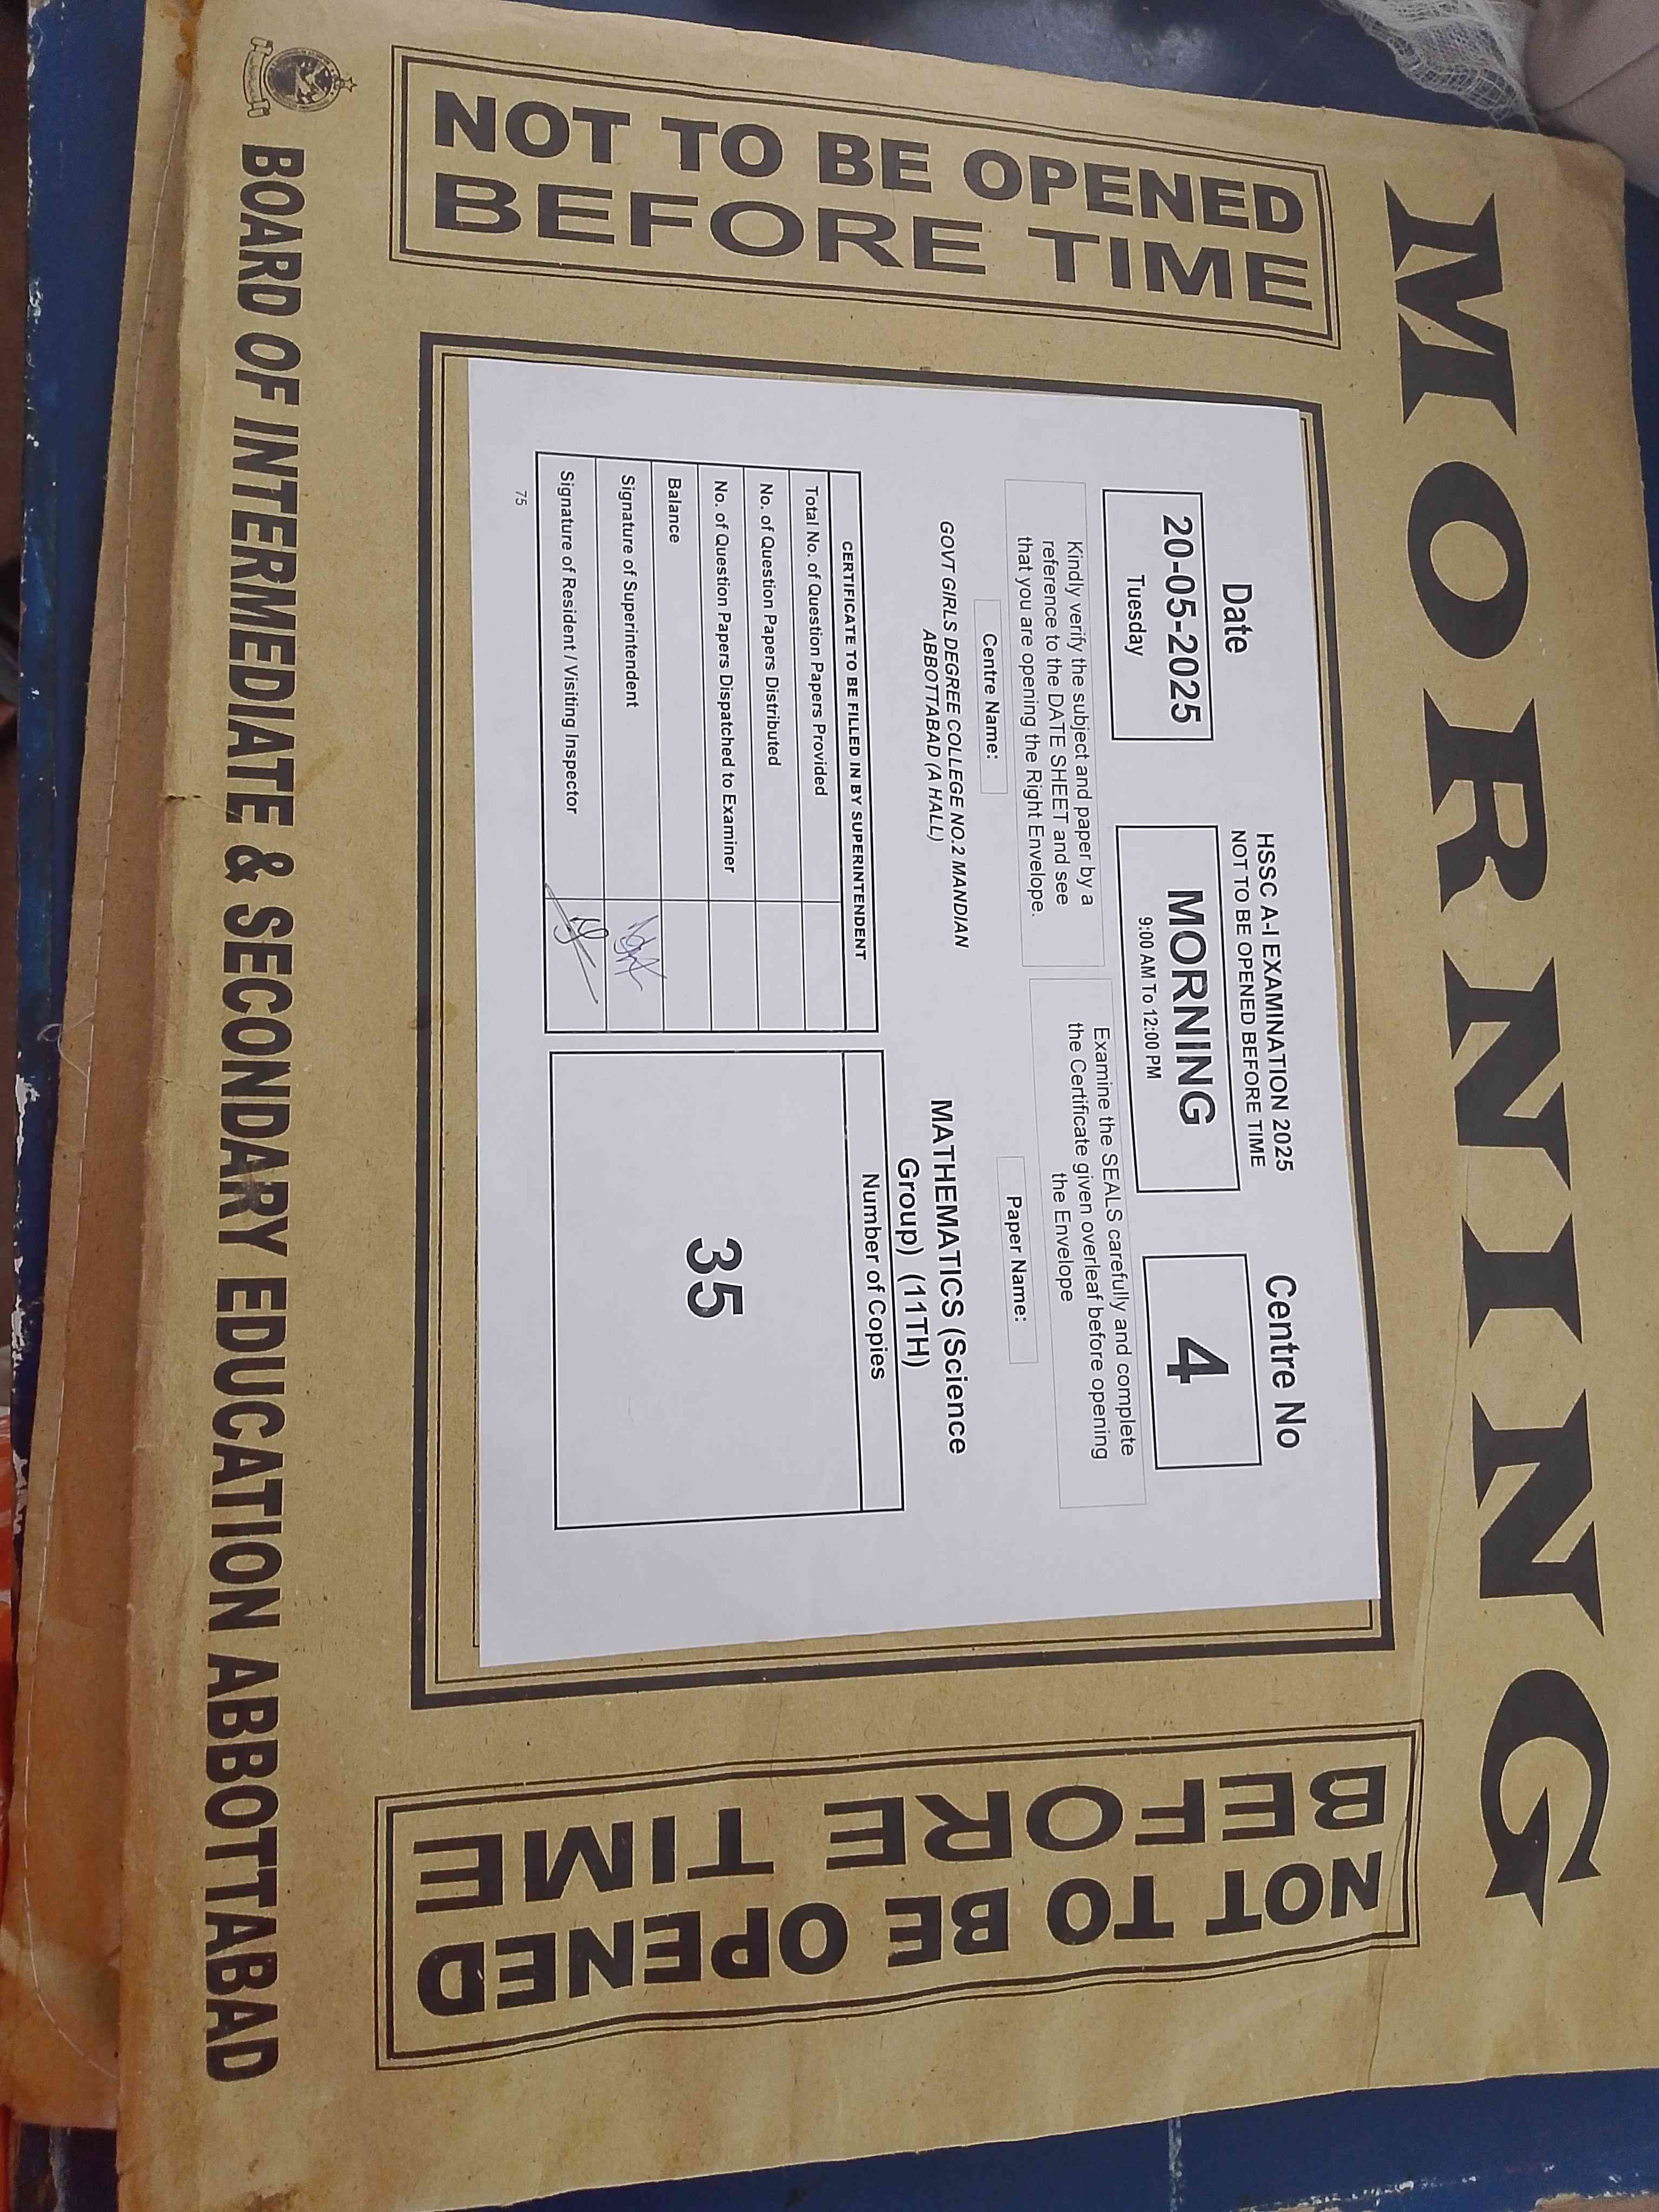 MORNING
NOT TO BE OPENED
BEFORE TIME
Date
20-05-2025
Tuesday
HSSC A-I EXAMINATION 2025
NOT TO BE OPENED BEFORE TIME
MORNING
9:00 AM To 12:00 PM
Centre No
4
Kindly verify the subject and paper by a
reference to the DATE SHEET and see
that you are opening the Right Envelope.
Examine the SEALS carefully and complete
the Certificate given overleaf before opening
the Envelope
Centre Name:
GOVT GIRLS DEGREE COLLEGE NO.2 MANDIAN
ABBOTTABAD (A HALL)
Paper Name:
MATHEMATICS (Science
Group) (11TH)
CERTIFICATE TO BE FILLED IN BY SUPERINTENDENT
Total No. of Question Papers Provided
No. of Question Papers Distributed
No. of Question Papers Dispatched to Examiner
Balance
Signature of Superintendent
Signature of Resident / Visiting Inspector
Number of Copies
35
75
NOT TO BE OPENED
BEFORE TIME
BOARD OF INTERMEDIATE & SECONDARY EDUCATION ABBOTTABAD